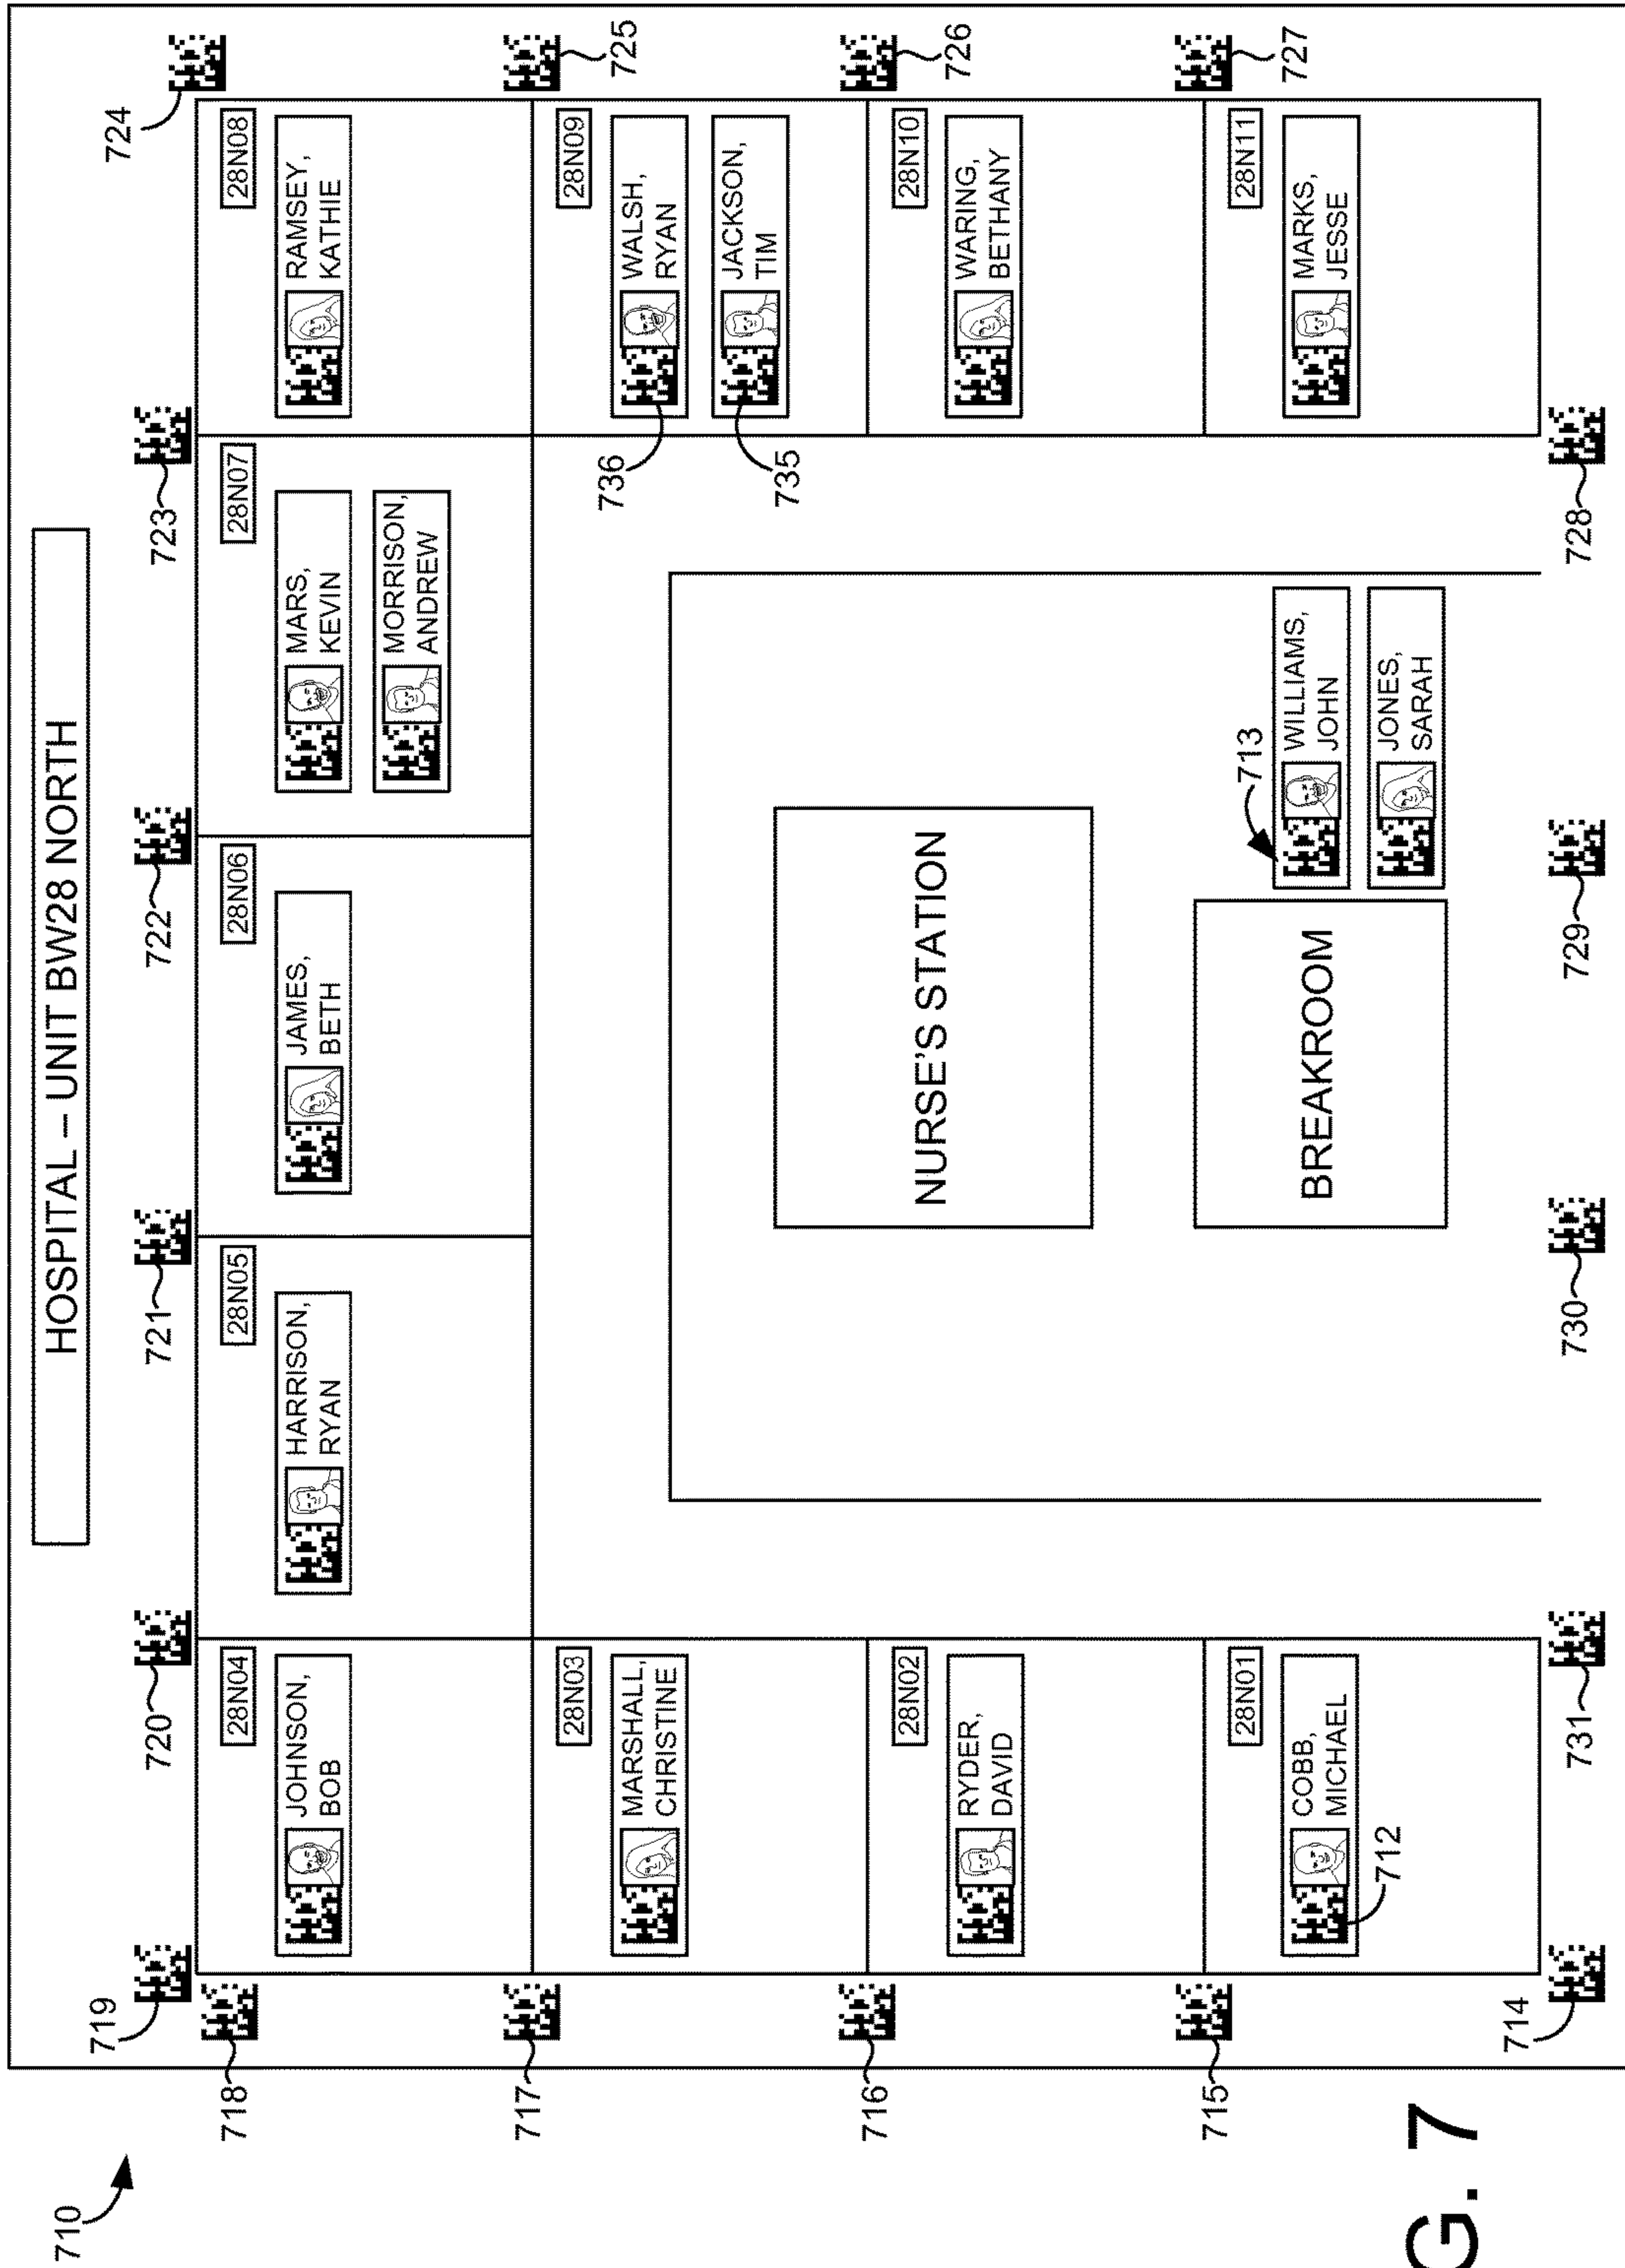 710
HOSPITAL – UNIT BW28 NORTH
719
720
721
722
723
724
718
28N04
JOHNSON,
BOB
28N05
HARRISON,
RYAN
28N06
JAMES,
BETH
28N07
MARS,
KEVIN
MORRISON,
ANDREW
28N08
RAMSEY,
KATHIE
717
28N03
MARSHALL,
CHRISTINE
725
28N09
WALSH,
RYAN
736
JACKSON,
TIM
735
716
28N02
RYDER,
DAVID
NURSE'S STATION
726
28N10
WARING,
BETHANY
715
28N01
COBB,
MICHAEL
712
BREAKROOM
713
WILLIAMS,
JOHN
JONES,
SARAH
727
28N11
MARKS,
JESSE
714
731
730
729
728
G. 7